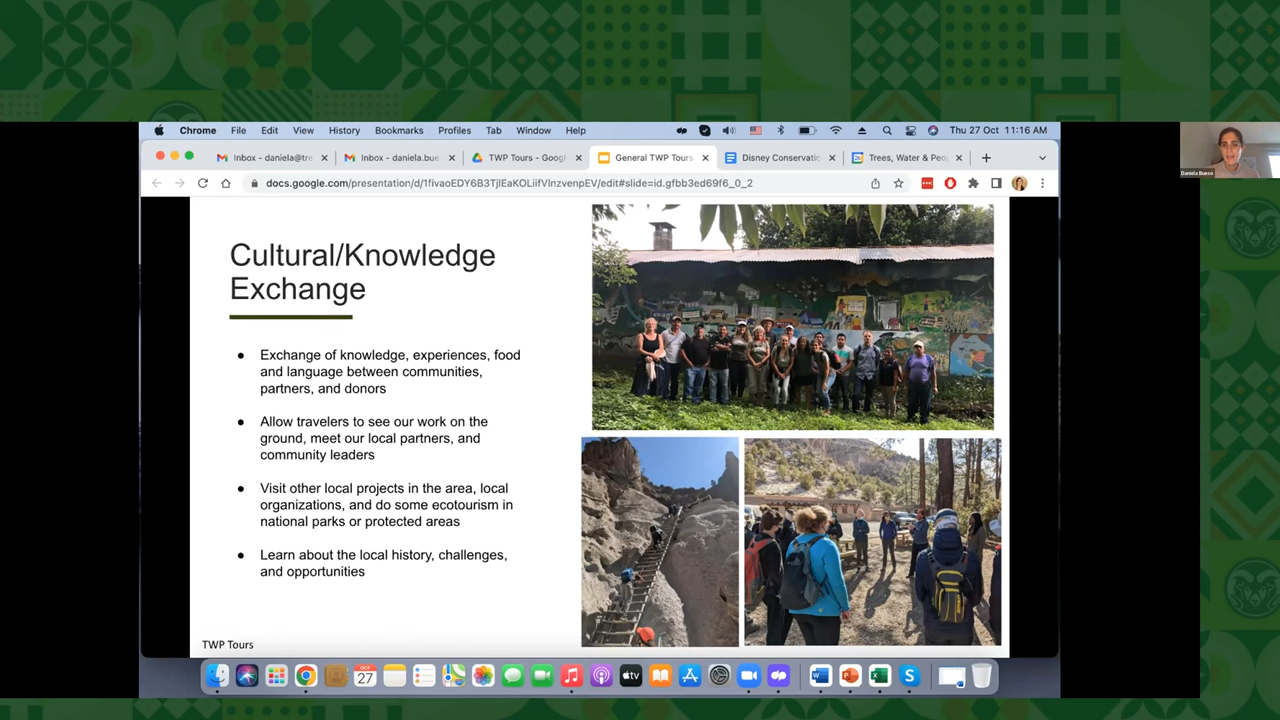 Chrome File Edit View History Bookmarks Profiles Tab Window Help Thu 27 Oct 11:16 AM
Inbox - daniela@tre Inbox - daniela.bue TWP Tours - Goog General TWP Tours Disney Conservatio Trees, Water & Peo
docs.google.com/presentation/d/1fivaoEDY6B3TjlEaKOLiifVlnzvenpEV/edit#slide=id.gfbb3ed69f6_0_2
Daniela Bueso
Cultural/Knowledge
Exchange
● Exchange of knowledge, experiences, food
and language between communities,
partners, and donors
● Allow travelers to see our work on the
ground, meet our local partners, and
community leaders
● Visit other local projects in the area, local
organizations, and do some ecotourism in
national parks or protected areas
● Learn about the local history, challenges,
and opportunities
TWP Tours
OCT
27
tv